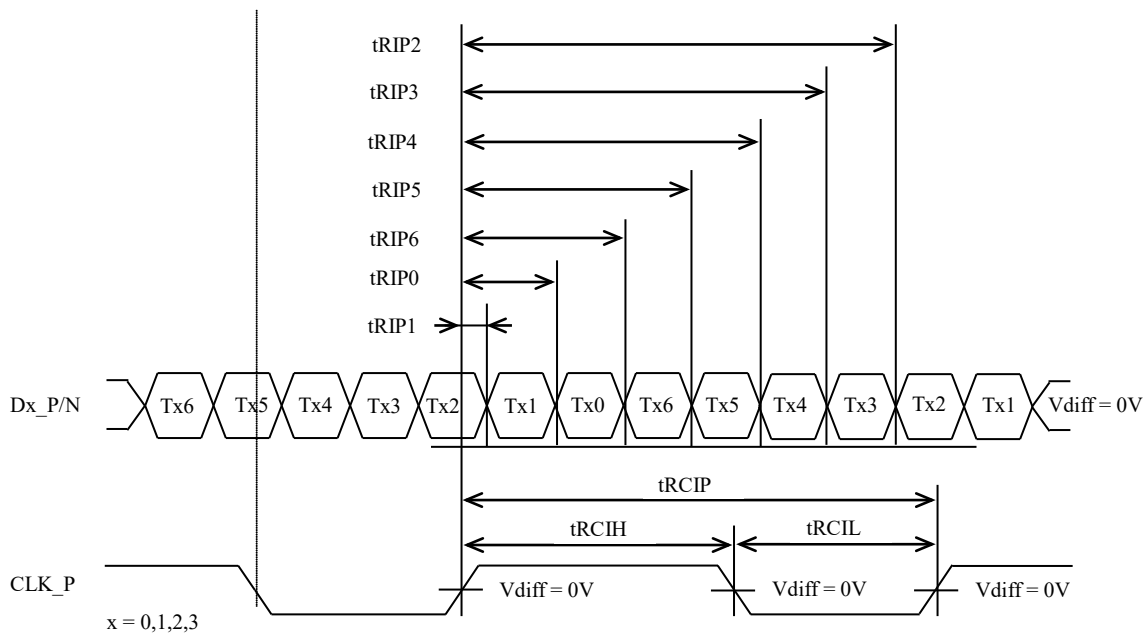 tRIP2
tRIP3
tRIP4
tRIP5
tRIP6
tRIP0
tRIP1
Dx_P/N Tx6 Tx5 Tx4 Tx3 Tx2 Tx1 Tx0 Tx6 Tx5 Tx4 Tx3 Tx2 Tx1 Vdiff = 0V
tRCIP
tRCIH tRCIL
CLK_P Vdiff = 0V Vdiff = 0V Vdiff = 0V
x = 0,1,2,3